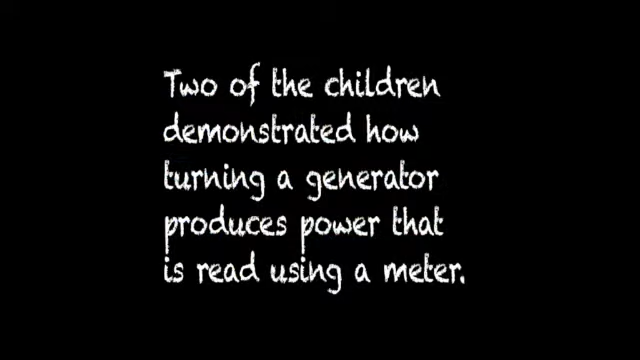 Two of the children
demonstrated how
turning a generator
produces power that
is read using a meter.